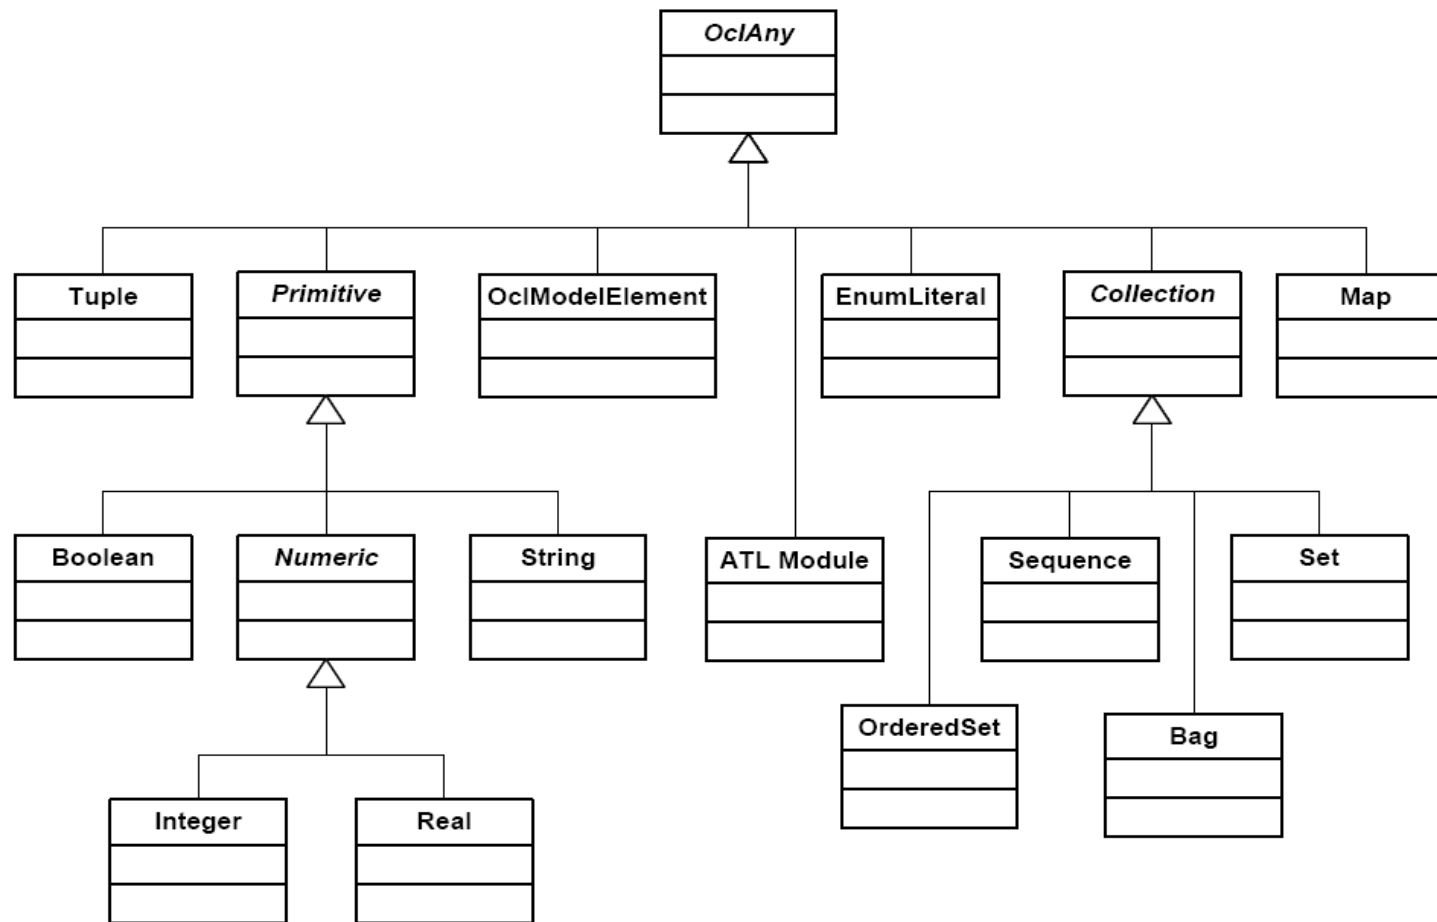 OclAny
Tuple
Primitive
OclModelElement
EnumLiteral
Collection
Map
Boolean
Numeric
String
ATL Module
Sequence
Set
OrderedSet
Bag
Integer
Real